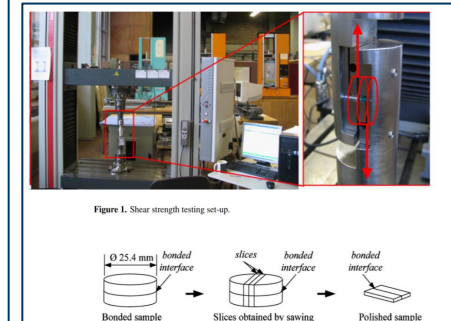 Figure 1. Shear strength testing set-up.
Ø 25.4 mm
bonded
interface
slices
bonded
interface
bonded
interface
Bonded sample
Slices obtained by sawing
Polished sample